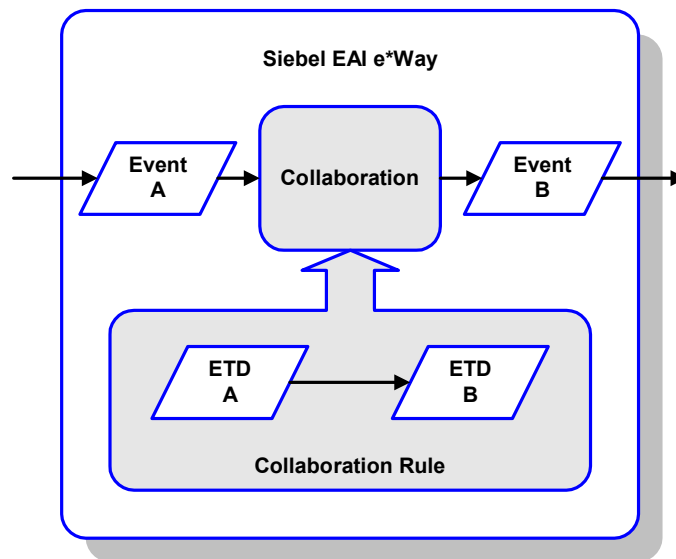 Siebel EAI e*Way
Event
A
Collaboration
Event
B
ETD
A
ETD
B
Collaboration Rule